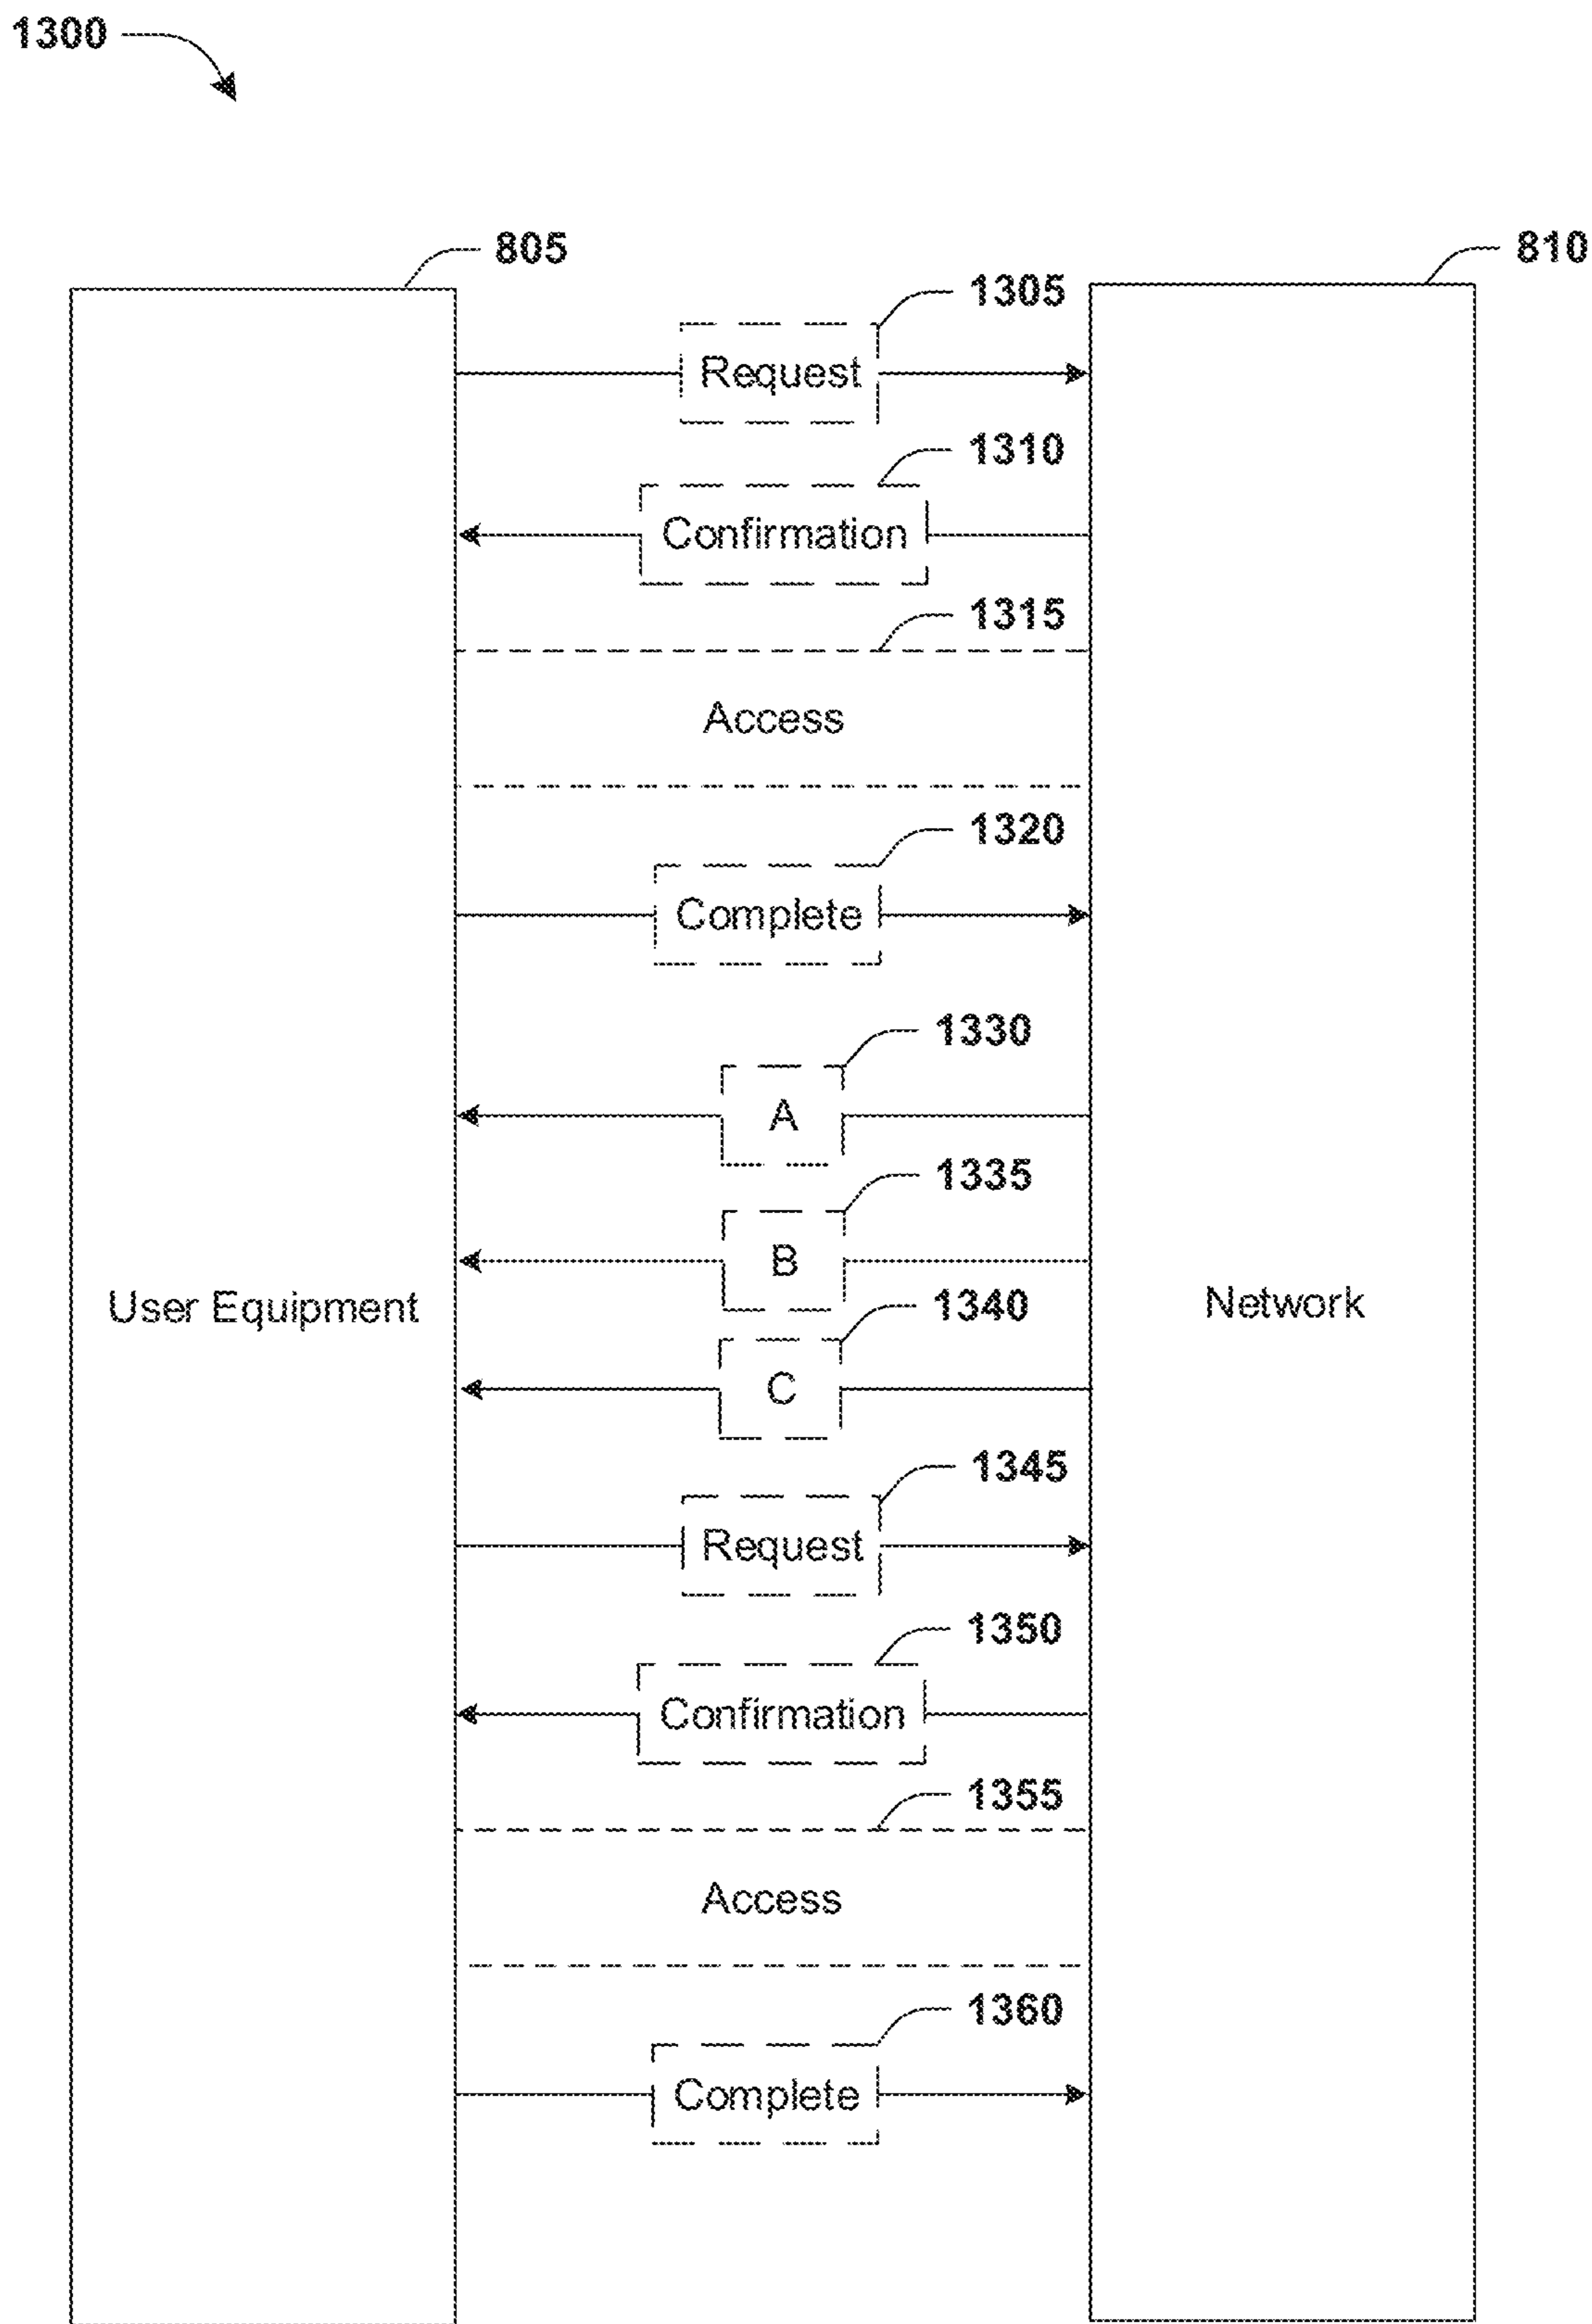 1300
805
810
1305
Request
1310
Confirmation
1315
Access
1320
Complete
1330
A
1335
B
User Equipment
Network
1340
C
1345
Request
1350
Confirmation
1355
Access
1360
Complete